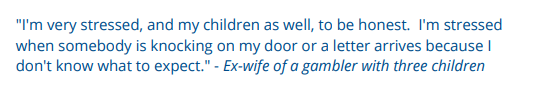 "I'm very stressed, and my children as well, to be honest.  I'm stressed
when somebody is knocking on my door or a letter arrives because I
don't know what to expect." - Ex-wife of a gambler with three children